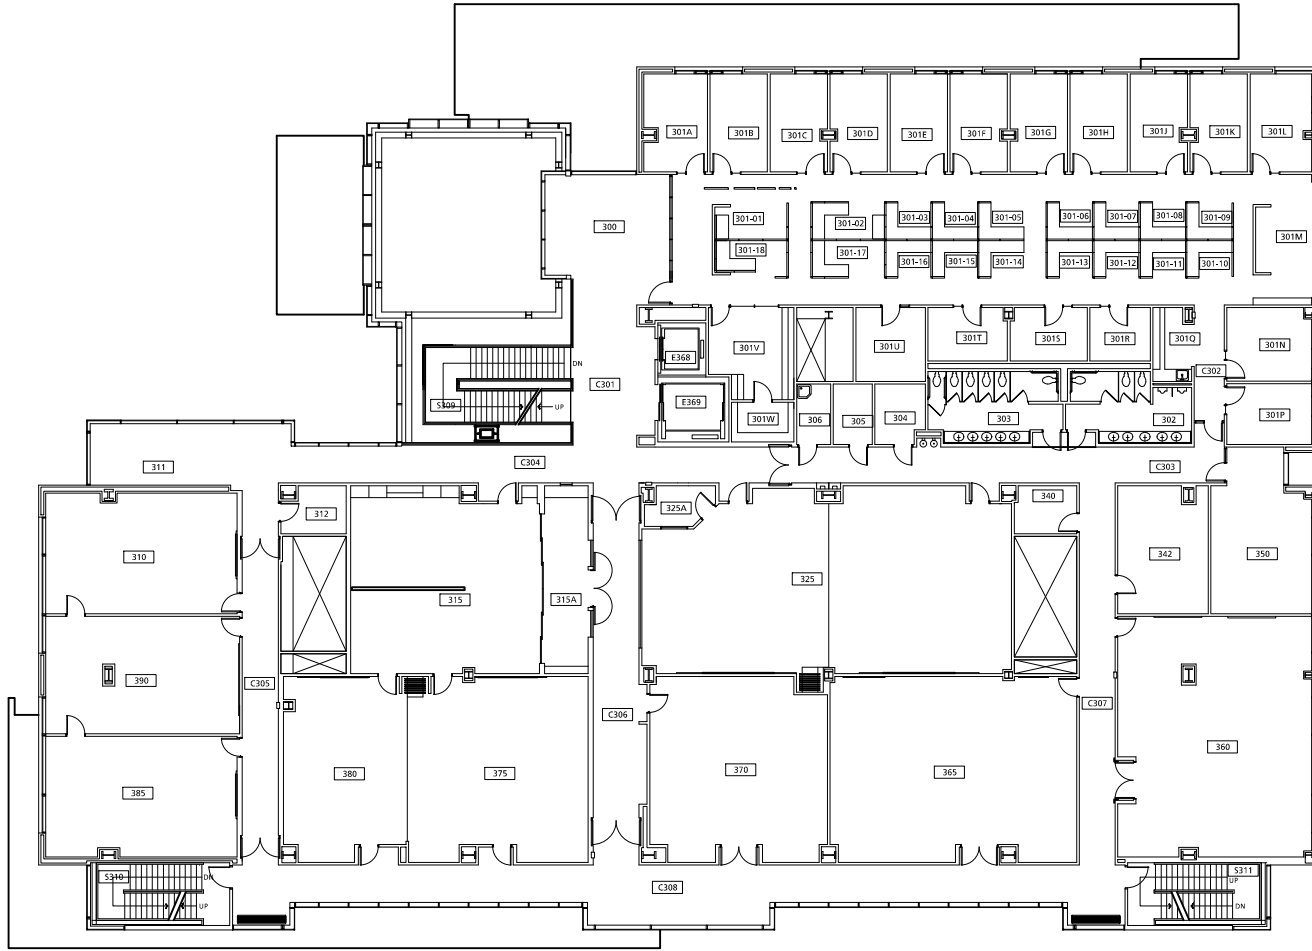 301A
301B
301C
301D
301E
301F
301G
301H
301J
301K
301L
300
301-01
301-02
301-03
301-04
301-05
301-06
301-07
301-08
301-09
301M
301-18
301-17
301-16
301-15
301-14
301-13
301-12
301-11
301-10
E368
301V
301U
301T
301S
301R
301Q
301N
DN
C301
C302
S309
UP
E369
301W
306
305
304
303
302
301P
311
C304
C303
312
325A
340
310
315
315A
325
342
350
390
C305
C306
C307
360
385
380
375
370
365
S310
DN
UP
C308
S311
UP
DN